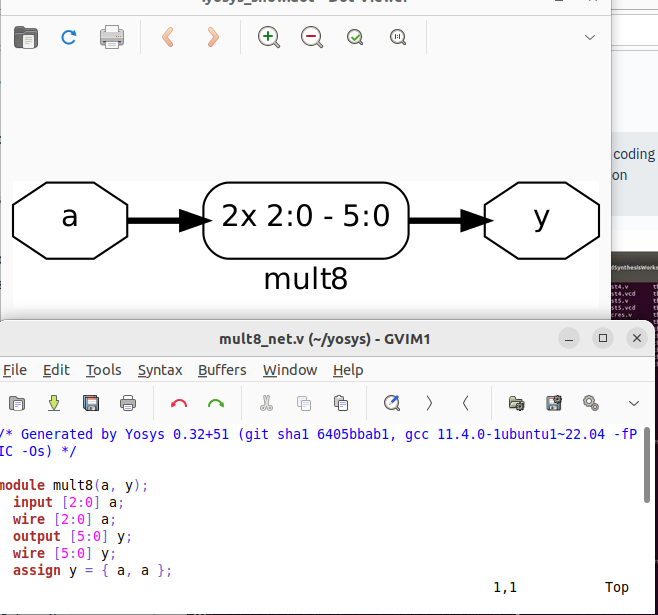 coding
on
a
2x 2:0 - 5:0
y
mult8
mult8_net.v (~/yosys) - GVIM1
File Edit Tools Syntax Buffers Window Help
/* Generated by Yosys 0.32+51 (git sha1 6405bbab1, gcc 11.4.0-1ubuntu1~22.04 -fP
IC -Os) */
module mult8(a, y);
input [2:0] a;
wire [2:0] a;
output [5:0] y;
wire [5:0] y;
assign y = { a, a };
1,1 Top